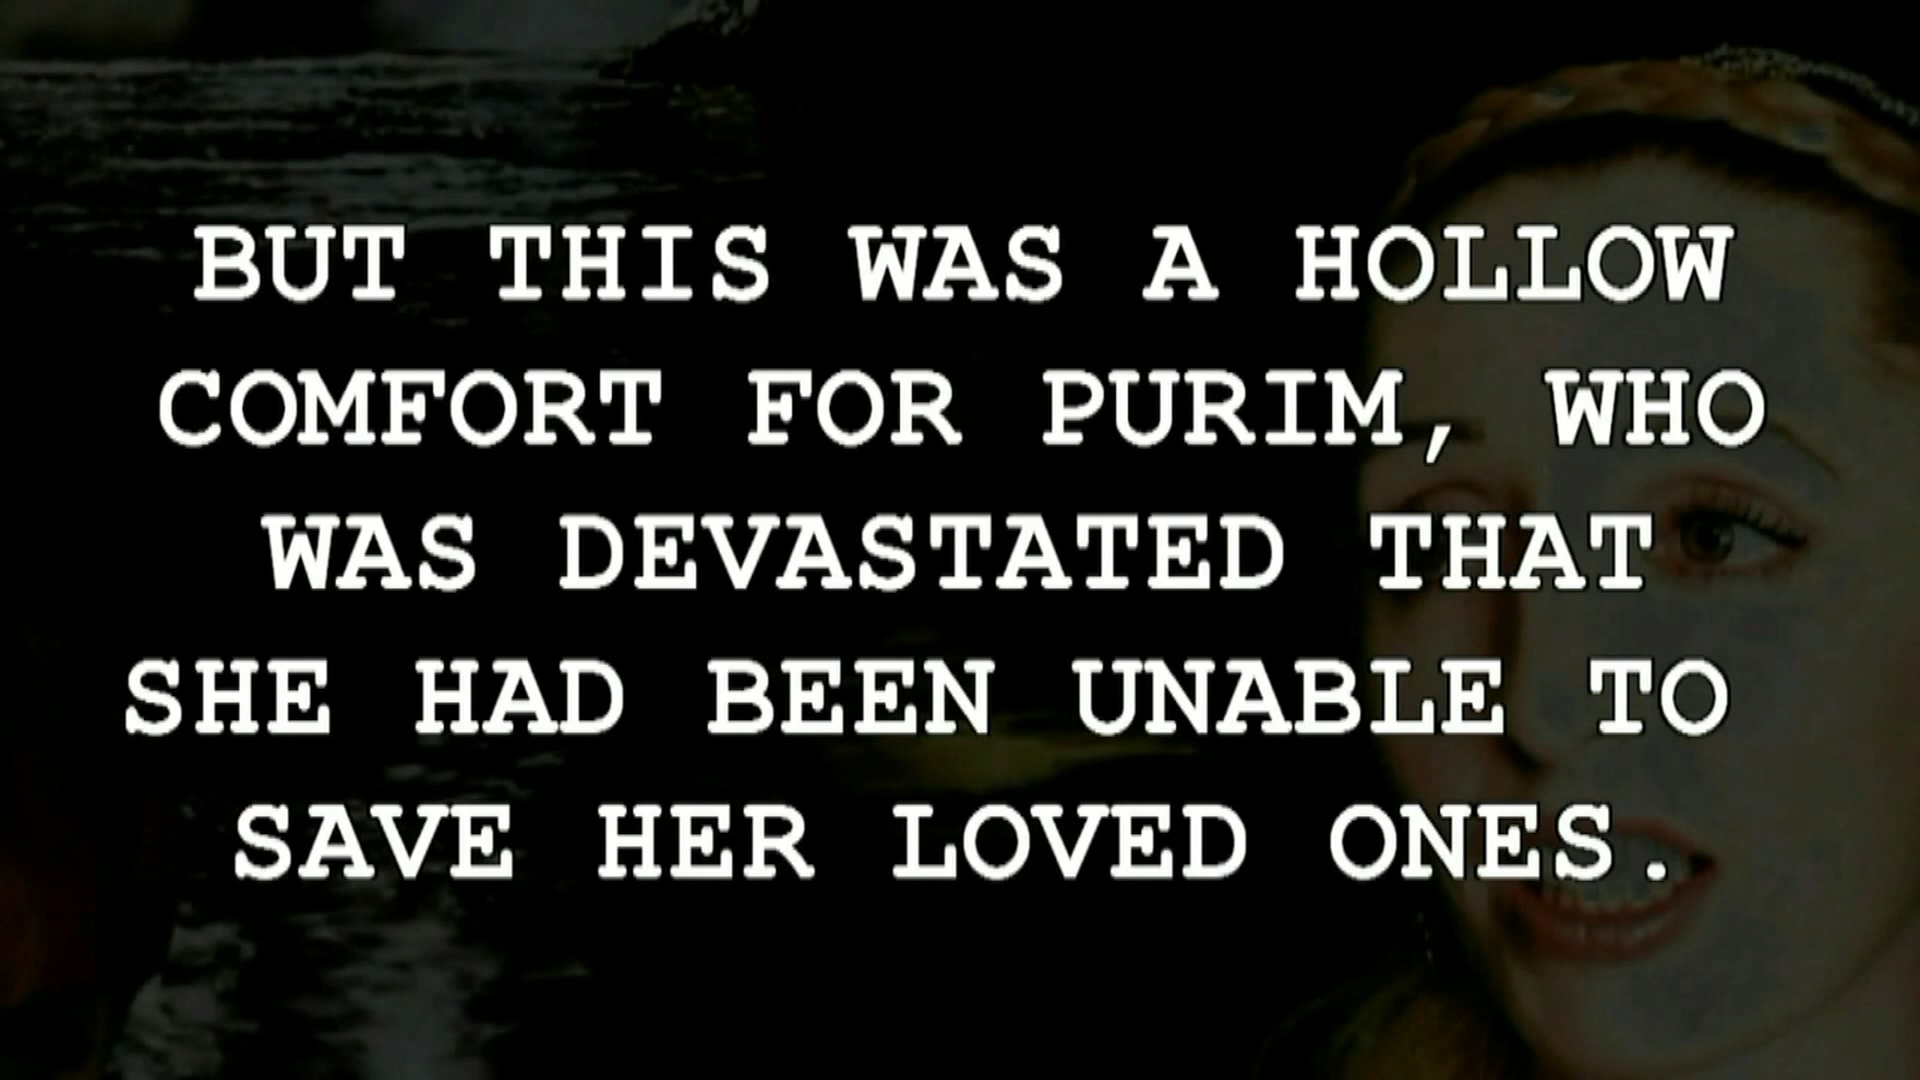 BUT THIS WAS A HOLLOW
COMFORT FOR PURIM, WHO
WAS DEVASTATED THAT
SHE HAD BEEN UNABLE TO
SAVE HER LOVED ONES.